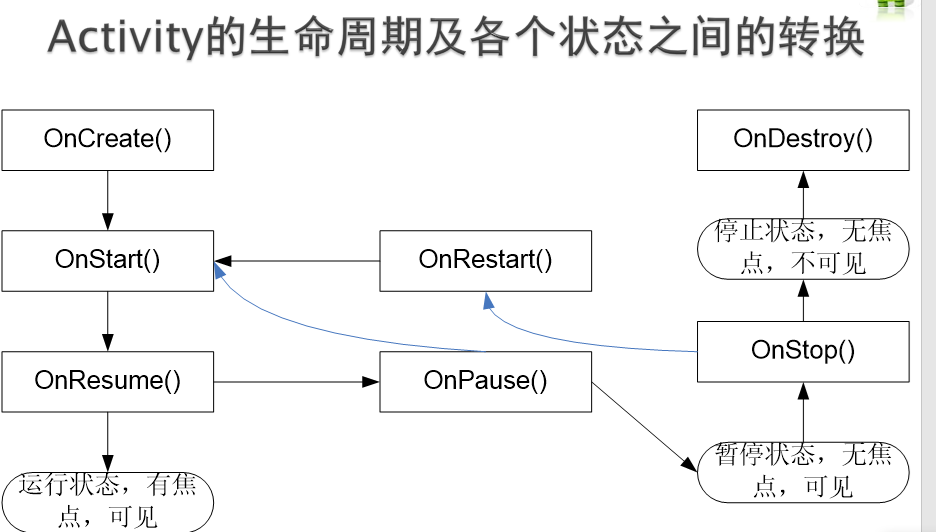 Activity的生命周期及各个状态之间的转换
OnCreate()
OnDestroy()
停止状态，无焦
点，不可见
OnStart()
OnRestart()
OnStop()
OnResume()
OnPause()
暂停状态，无焦
点，可见
运行状态，有焦
点，可见